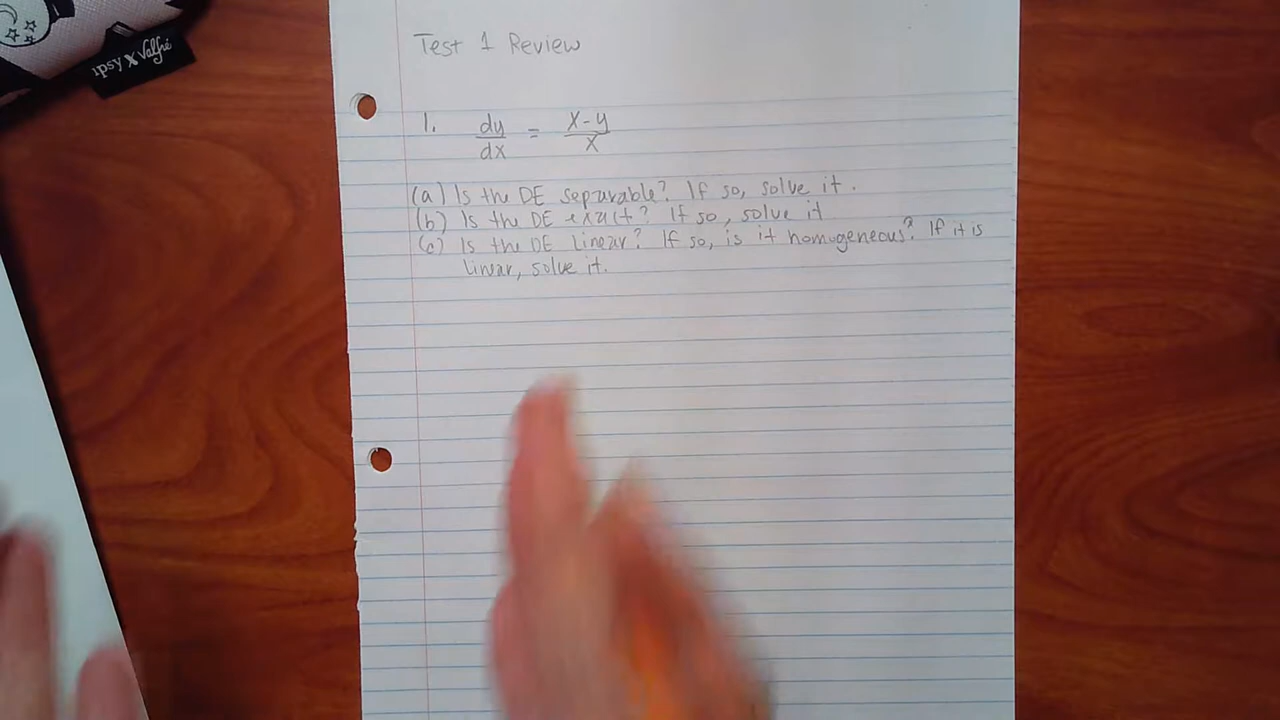 ipsy x Valfré
Test 1 Review
1. dy/dx = x-y/x
(a) Is the DE separable? If so, solve it.
(b) Is the DE exact? If so, solve it
(c) Is the DE Linear? If so, is it homogeneous? If it is
linear, solve it.